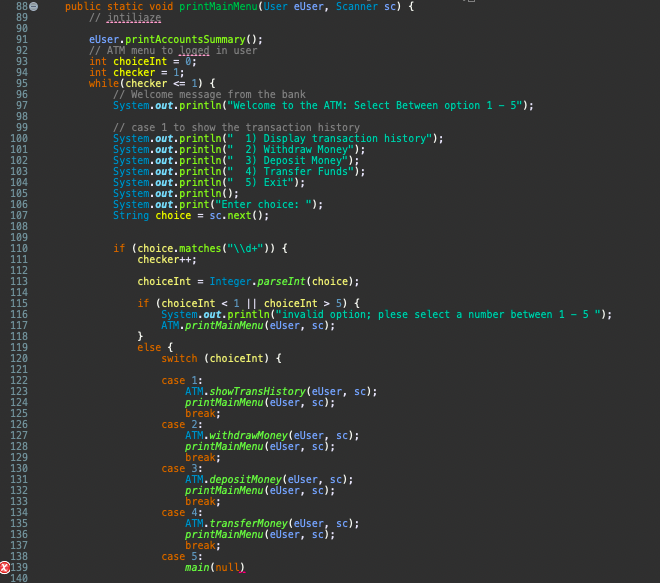 88 public static void printMainMenu(User eUser, Scanner sc) {
89 // intiliaze
90
91 eUser.printAccountsSummary();
92 // ATM menu to loged in user
93 int choiceInt = 0;
94 int checker = 1;
95 while(checker <= 1) {
96 // Welcome message from the bank
97 System.out.println("Welcome to the ATM: Select Between option 1 – 5");
98
99 // case 1 to show the transaction history
100 System.out.println("  1) Display transaction history");
101 System.out.println("  2) Withdraw Money");
102 System.out.println("  3) Deposit Money");
103 System.out.println("  4) Transfer Funds");
104 System.out.println("  5) Exit");
105 System.out.println();
106 System.out.print("Enter choice: ");
107 String choice = sc.next();
108
109
110 if (choice.matches("\\d+")) {
111 checker++;
112
113 choiceInt = Integer.parseInt(choice);
114
115 if (choiceInt < 1 || choiceInt > 5) {
116 System.out.println("invalid option; plese select a number between 1 – 5 ");
117 ATM.printMainMenu(eUser, sc);
118 }
119 else {
120 switch (choiceInt) {
121
122 case 1:
123 ATM.showTransHistory(eUser, sc);
124 printMainMenu(eUser, sc);
125 break;
126 case 2:
127 ATM.withdrawMoney(eUser, sc);
128 printMainMenu(eUser, sc);
129 break;
130 case 3:
131 ATM.depositMoney(eUser, sc);
132 printMainMenu(eUser, sc);
133 break;
134 case 4:
135 ATM.transferMoney(eUser, sc);
136 printMainMenu(eUser, sc);
137 break;
138 case 5:
139 main(null)
140